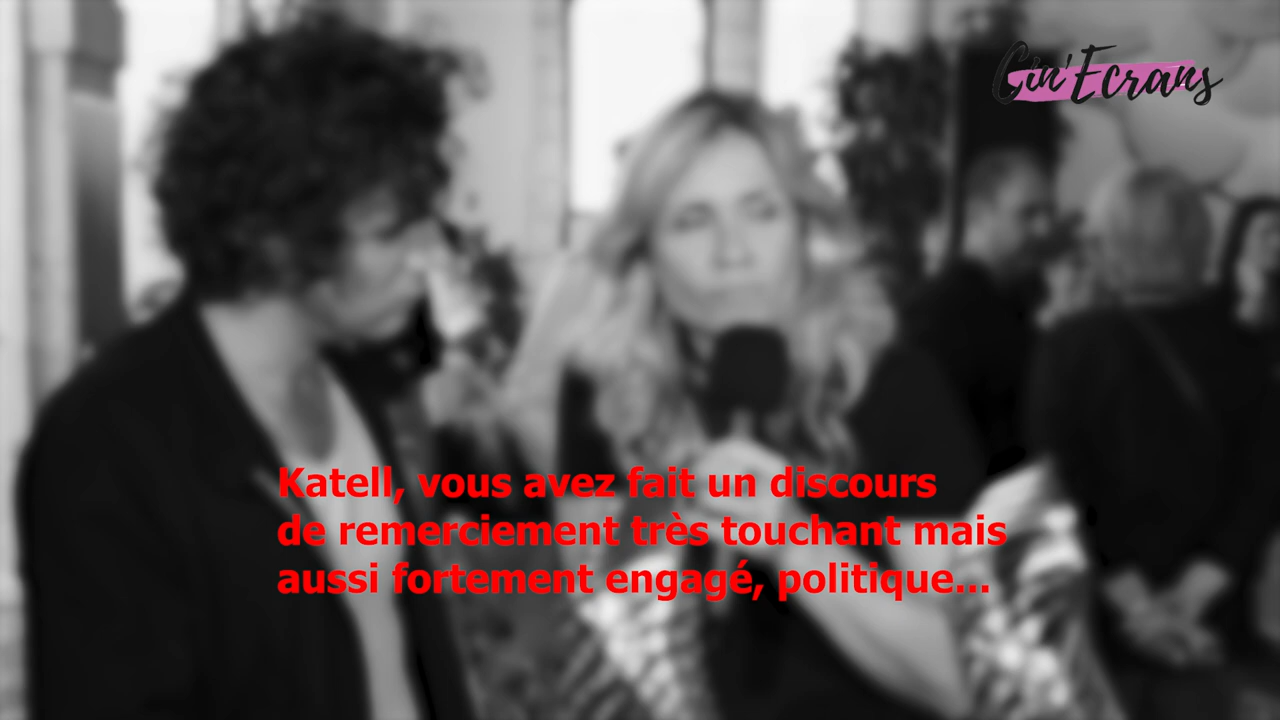 Cin'Ecrans
Katell, vous avez fait un discours
de remerciement très touchant mais
aussi fortement engagé, politique...